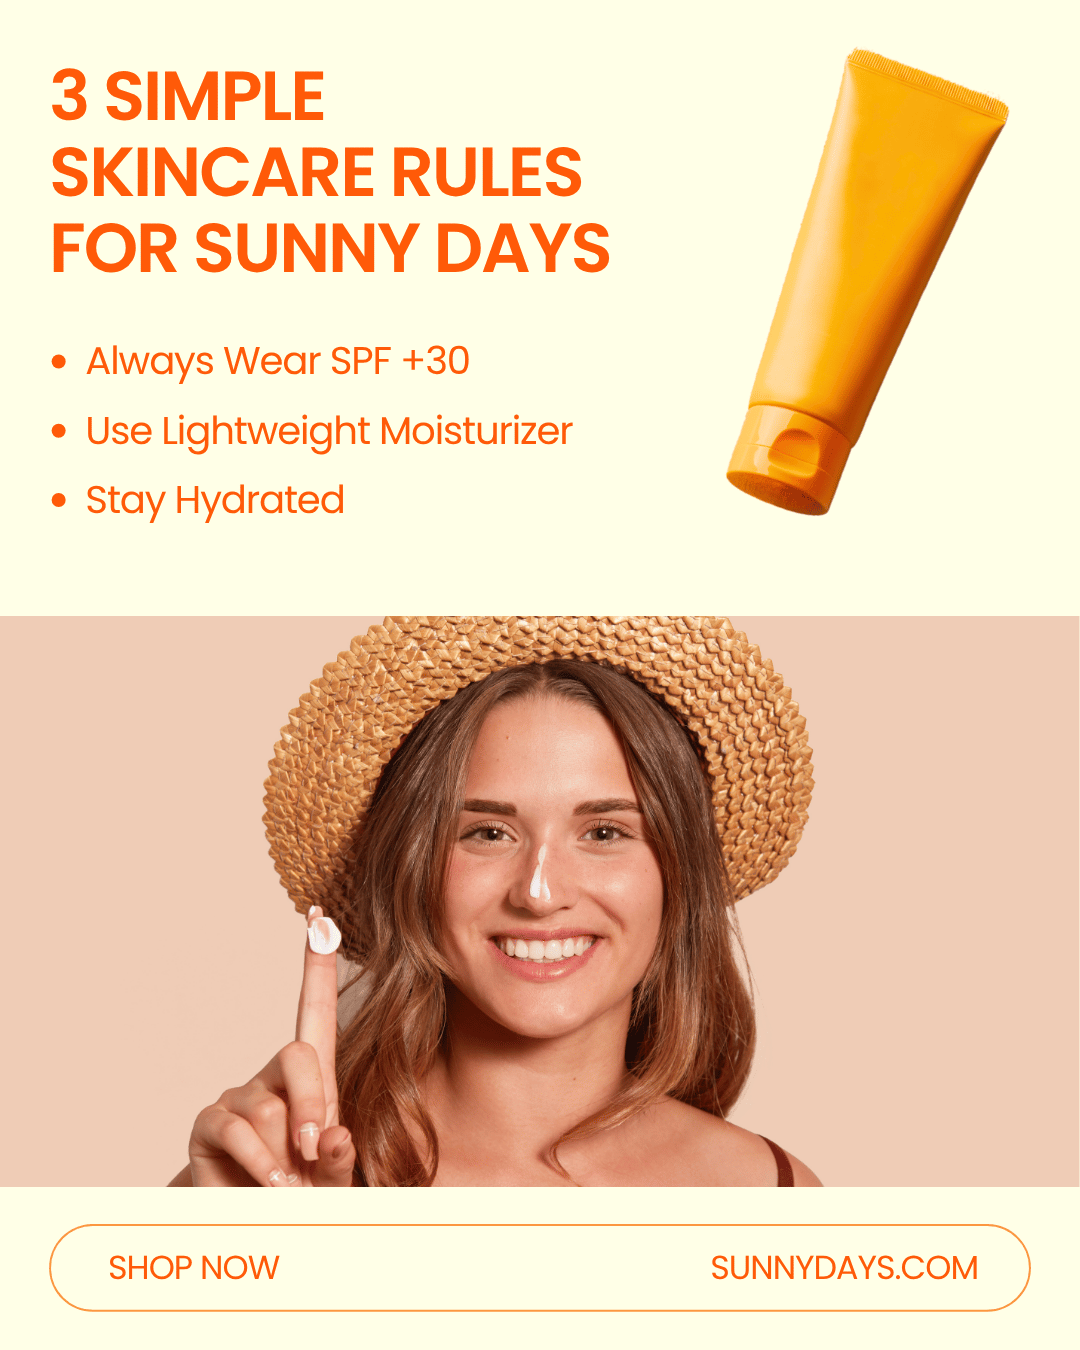 3 SIMPLE
SKINCARE RULES
FOR SUNNY DAYS
• Always Wear SPF +30
• Use Lightweight Moisturizer
• Stay Hydrated
SHOP NOW
SUNNYDAYS.COM